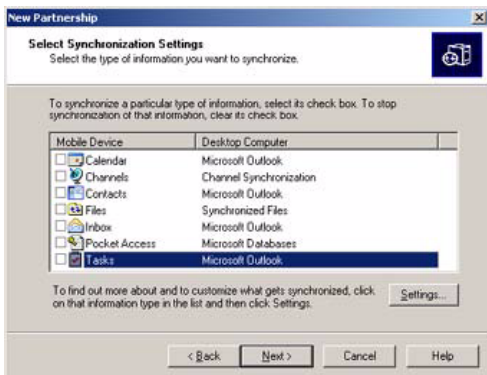 New Partnership
Select Synchronization Settings
Select the type of information you want to synchronize.
To synchronize a particular type of information, select its check box. To stop
synchronization of that information, clear its check box.
Mobile Device Desktop Computer
Calendar Microsoft Outlook
Channels Channel Synchronization
Contacts Microsoft Outlook
Files Synchronized Files
Inbox Microsoft Outlook
Pocket Access Microsoft Databases
Tasks Microsoft Outlook
To find out more about and to customize what gets synchronized, click
on that information type in the list and then click Settings.
Settings...
< Back Next > Cancel Help